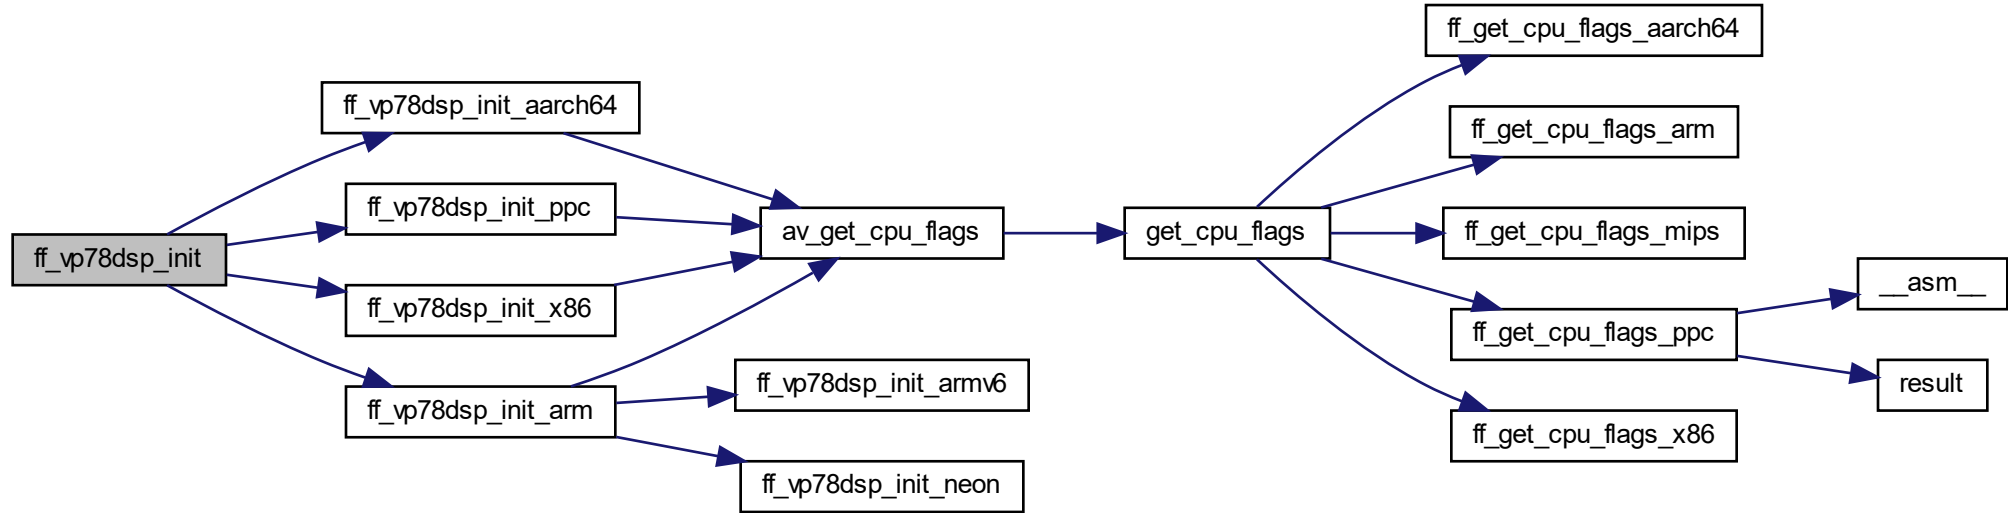 ff_vp78dsp_init
ff_vp78dsp_init_aarch64
ff_vp78dsp_init_ppc
ff_vp78dsp_init_x86
ff_vp78dsp_init_arm
av_get_cpu_flags
ff_vp78dsp_init_armv6
ff_vp78dsp_init_neon
get_cpu_flags
ff_get_cpu_flags_aarch64
ff_get_cpu_flags_arm
ff_get_cpu_flags_mips
ff_get_cpu_flags_ppc
ff_get_cpu_flags_x86
__asm__
result